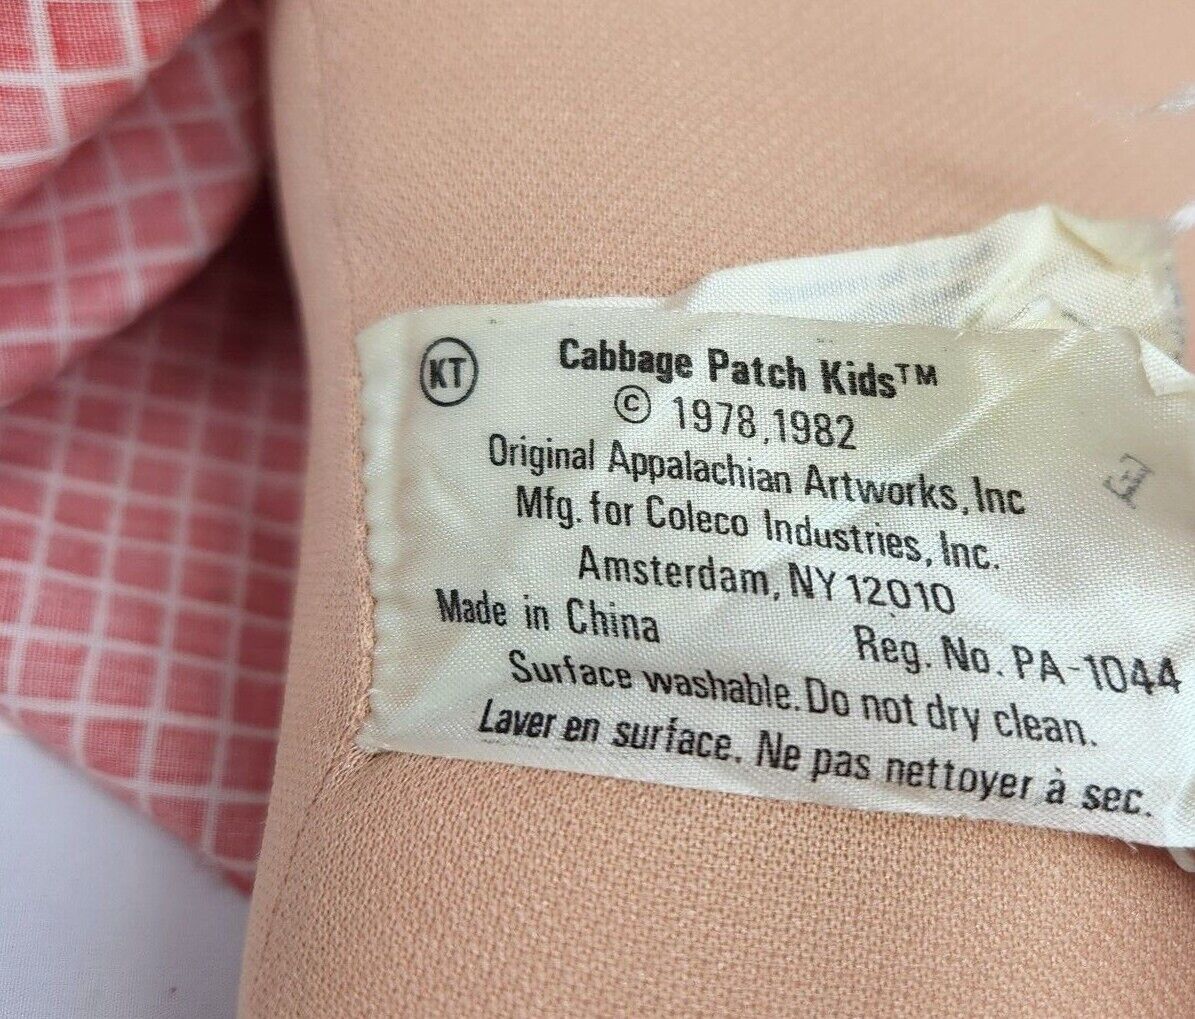 KT
Cabbage Patch Kids™
© 1978,1982
Original Appalachian Artworks, Inc
Mfg. for Coleco Industries, Inc.
Amsterdam, NY 12010
Made in China Reg. No. PA-1044
Surface washable. Do not dry clean.
Laver en surface. Ne pas nettoyer à sec.